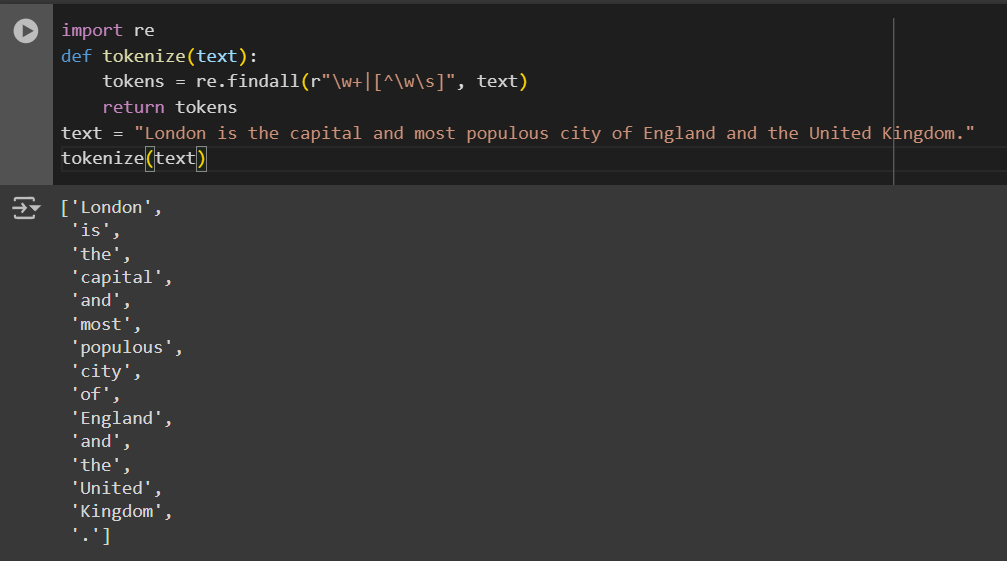 import re
def tokenize(text):
    tokens = re.findall(r"\w+|[^\w\s]", text)
    return tokens
text = "London is the capital and most populous city of England and the United Kingdom."
tokenize(text)
['London',
 'is',
 'the',
 'capital',
 'and',
 'most',
 'populous',
 'city',
 'of',
 'England',
 'and',
 'the',
 'United',
 'Kingdom',
 '.']